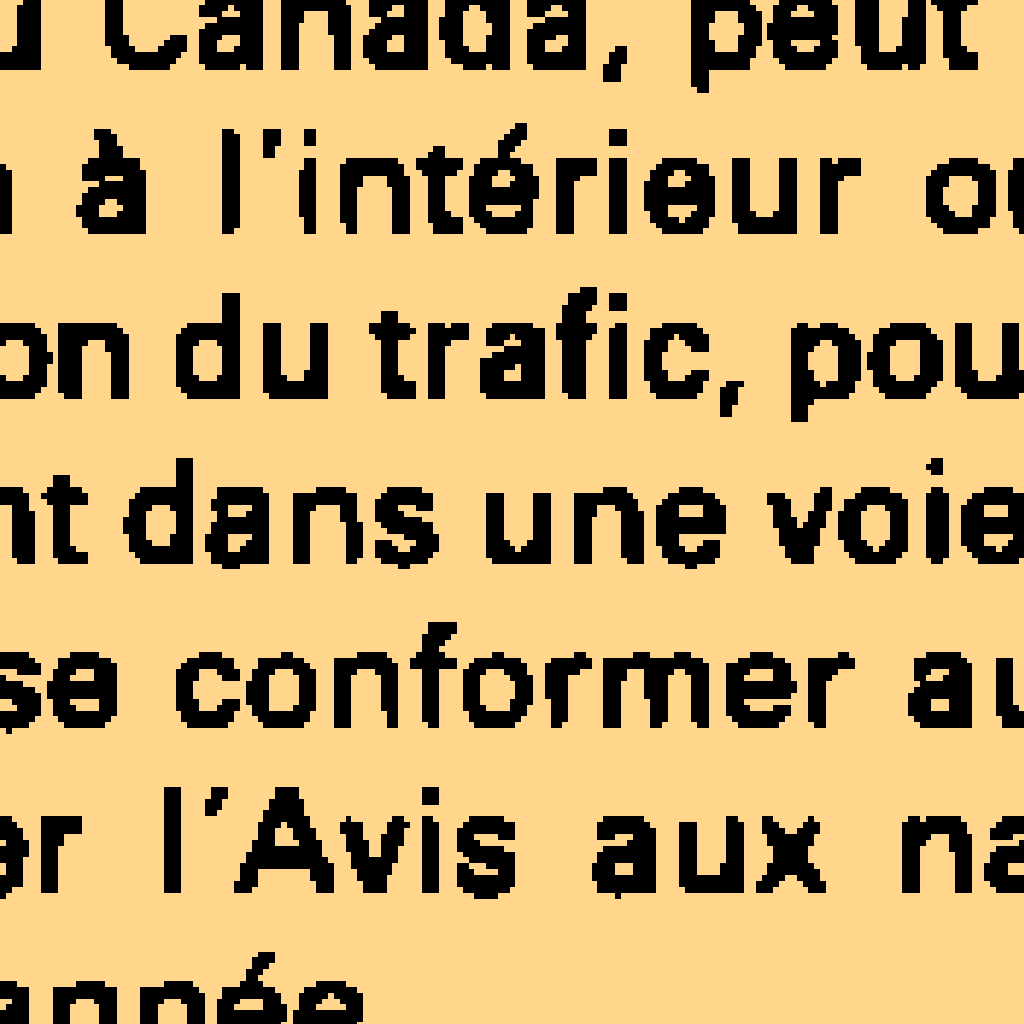 u Canada, peut
n à l'intérieur ou
on du trafic, pou
nt dans une voie
se conformer au
er l'Avis aux na
année